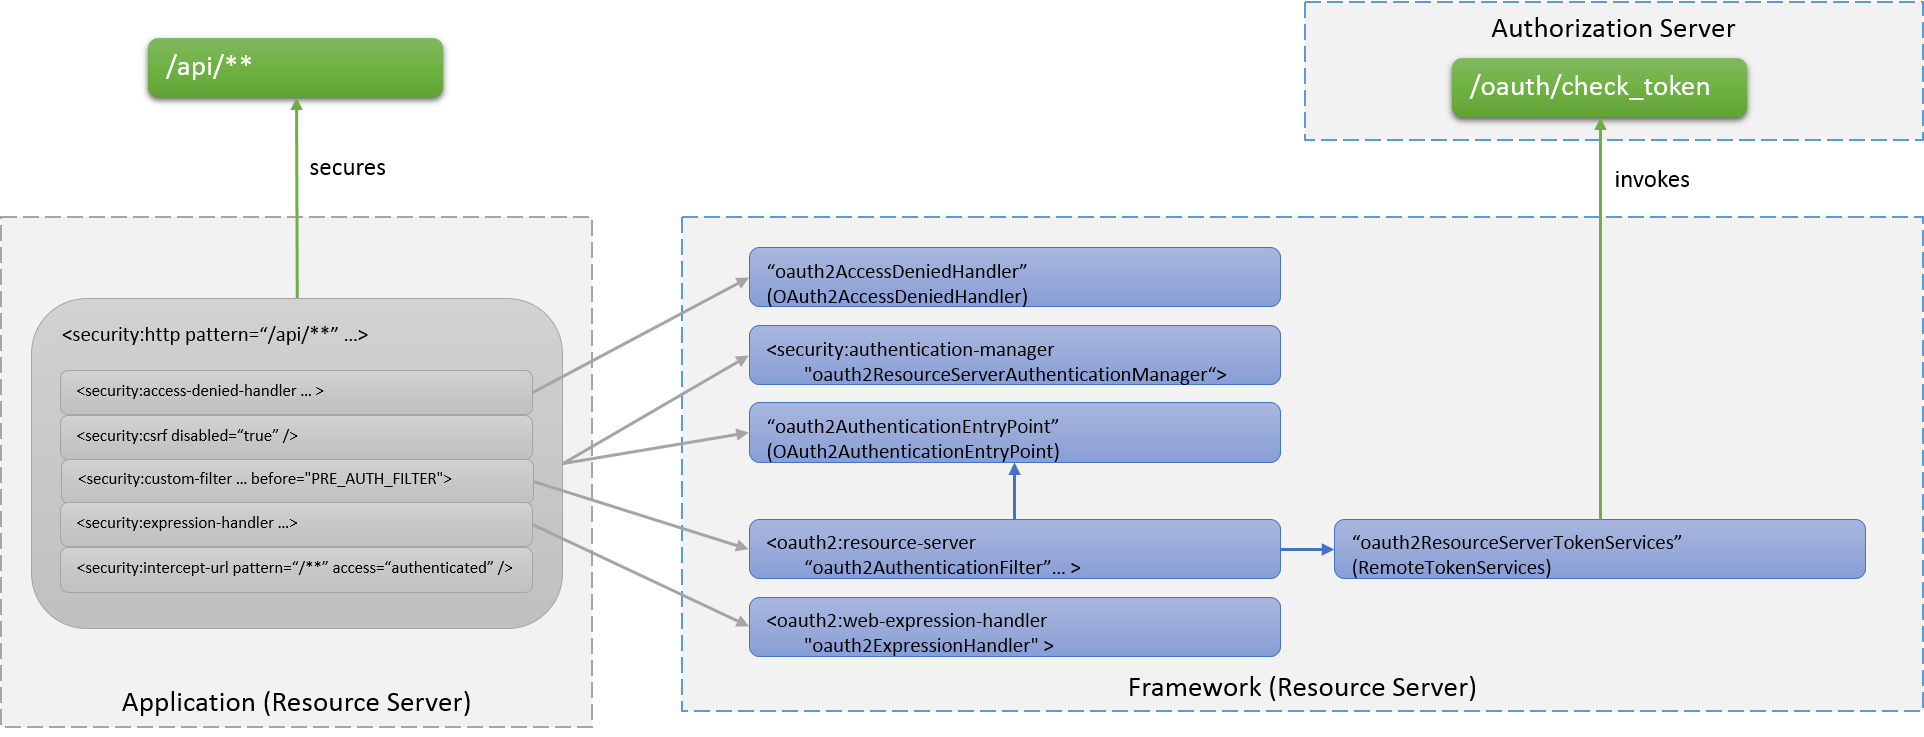 /api/**
secures
Authorization Server
/oauth/check_token
invokes
<security:http pattern=“/api/**” …>
<security:access-denied-handler … >
<security:csrf disabled=“true” />
<security:custom-filter … before="PRE_AUTH_FILTER">
<security:expression-handler …>
<security:intercept-url pattern=“/**” access=“authenticated” />
Application (Resource Server)
“oauth2AccessDeniedHandler”
(OAuth2AccessDeniedHandler)
<security:authentication-manager
"oauth2ResourceServerAuthenticationManager“>
“oauth2AuthenticationEntryPoint”
(OAuth2AuthenticationEntryPoint)
<oauth2:resource-server
“oauth2AuthenticationFilter”… >
“oauth2ResourceServerTokenServices”
(RemoteTokenServices)
<oauth2:web-expression-handler
"oauth2ExpressionHandler" >
Framework (Resource Server)